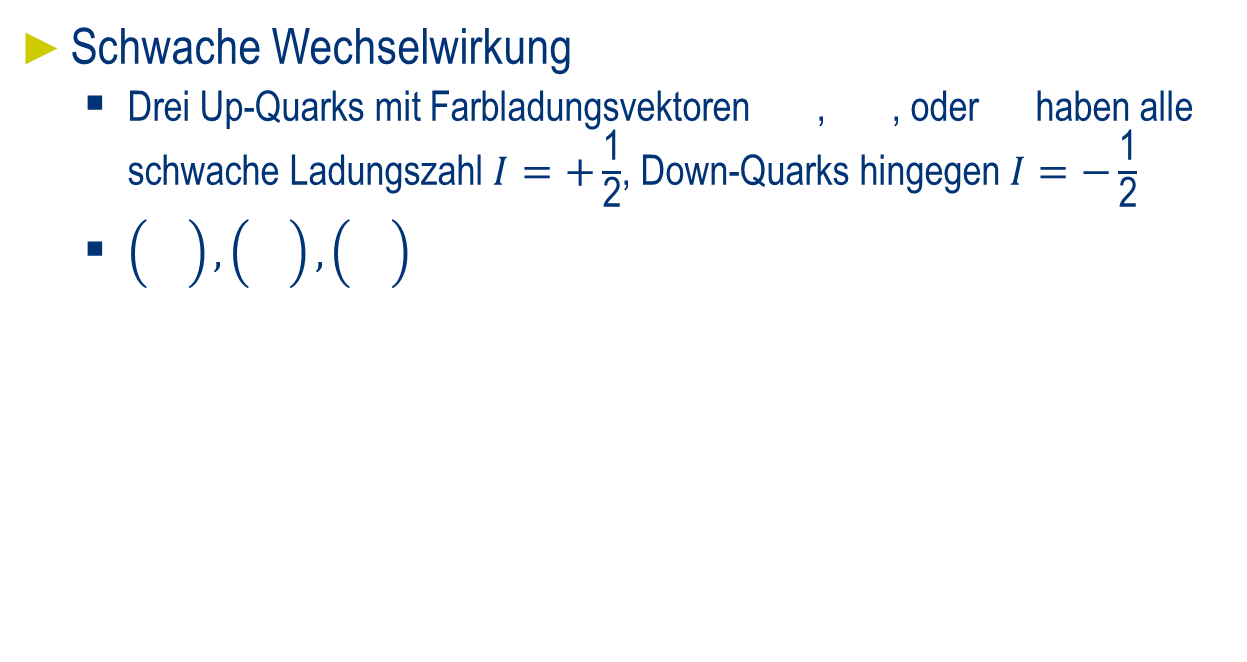 Schwache Wechselwirkung
Drei Up-Quarks mit Farbladungsvektoren , , oder haben alle
schwache Ladungszahl I = +1/2, Down-Quarks hingegen I = −1/2
( ), ( ), ( )